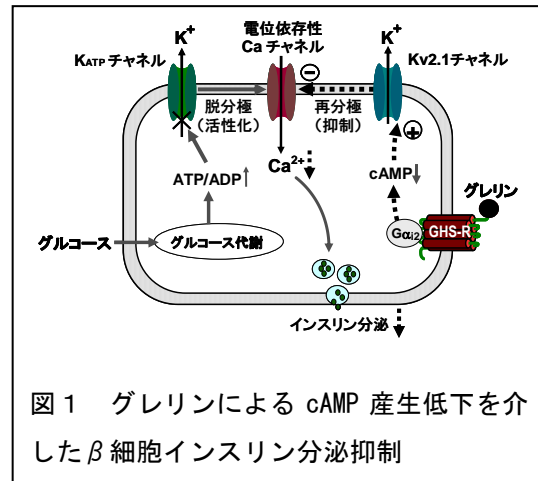 K⁺
KATP チャネル
電位依存性
Ca チャネル
K⁺
Kv2.1チャネル
脱分極
(活性化)
⊖
再分極
(抑制)
Ca²⁺
⊕
cAMP↓
ATP/ADP↑
グレリン
Gαi2
GHS-R
グルコース
グルコース代謝
インスリン分泌
図１ グレリンによる cAMP 産生低下を介
したβ細胞インスリン分泌抑制